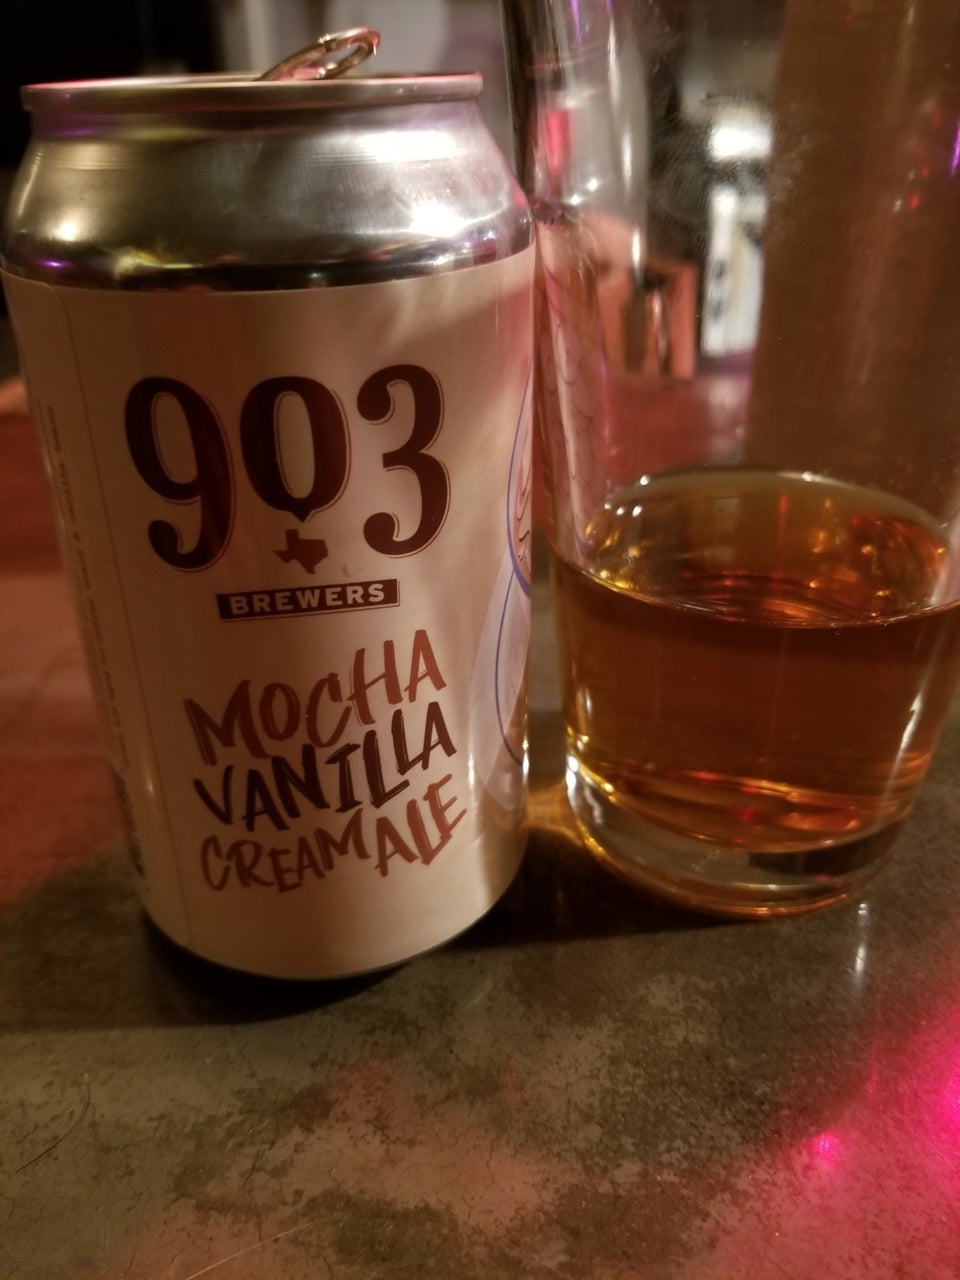 903
BREWERS
MOCHA
VANILLA
CREAM ALE